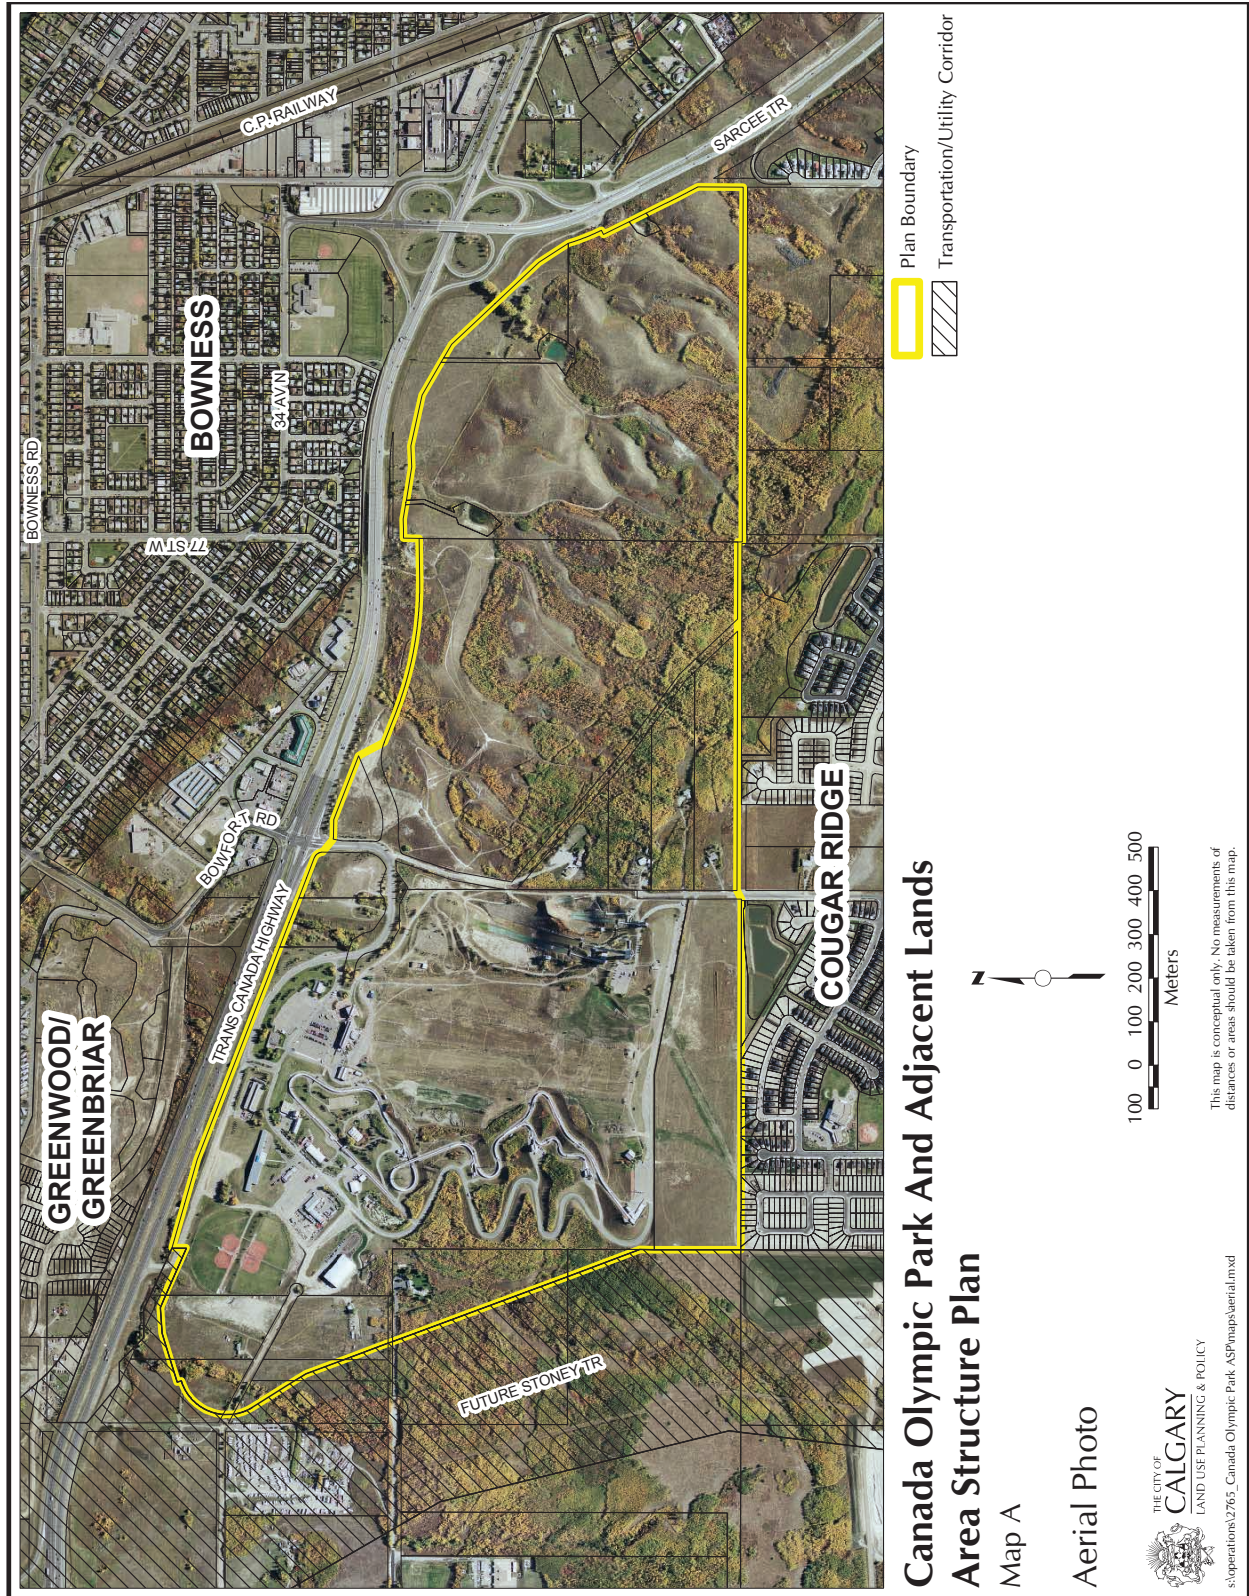 GREENWOOD/
GREENBRIAR
BOWNESS RD
BOWNESS
77 ST W
34 AV N
C.P. RAILWAY
BOWFORT RD
TRANS CANADA HIGHWAY
SARCEE TR
FUTURE STONEY TR
COUGAR RIDGE
Canada Olympic Park And Adjacent Lands
Area Structure Plan
Map A
Aerial Photo
Plan Boundary
Transportation/Utility Corridor
N
100 0 100 200 300 400 500
Meters
This map is conceptual only. No measurements of
distances or areas should be taken from this map.
THE CITY OF
CALGARY
LAND USE PLANNING & POLICY
s:\operations\2765_Canada Olympic Park ASP\maps\aerial.mxd